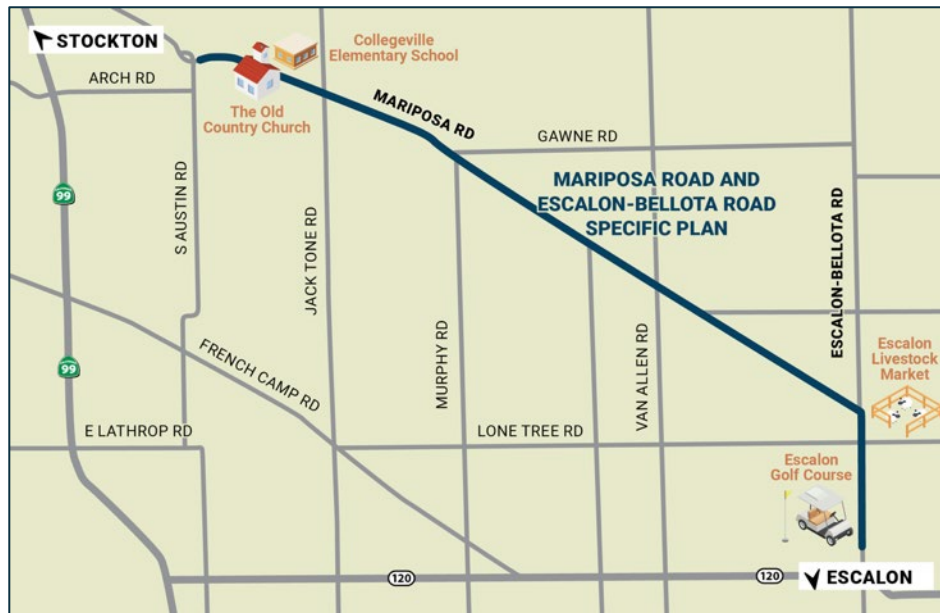 STOCKTON
Collegeville
Elementary School
ARCH RD
The Old
Country Church
MARIPOSA RD
GAWNE RD
99
MARIPOSA ROAD AND
ESCALON-BELLOTA ROAD
SPECIFIC PLAN
S AUSTIN RD
JACK TONE RD
ESCALON-BELLOTA RD
FRENCH CAMP RD
MURPHY RD
VAN ALLEN RD
Escalon
Livestock
Market
99
E LATHROP RD
LONE TREE RD
Escalon
Golf Course
120
120
ESCALON